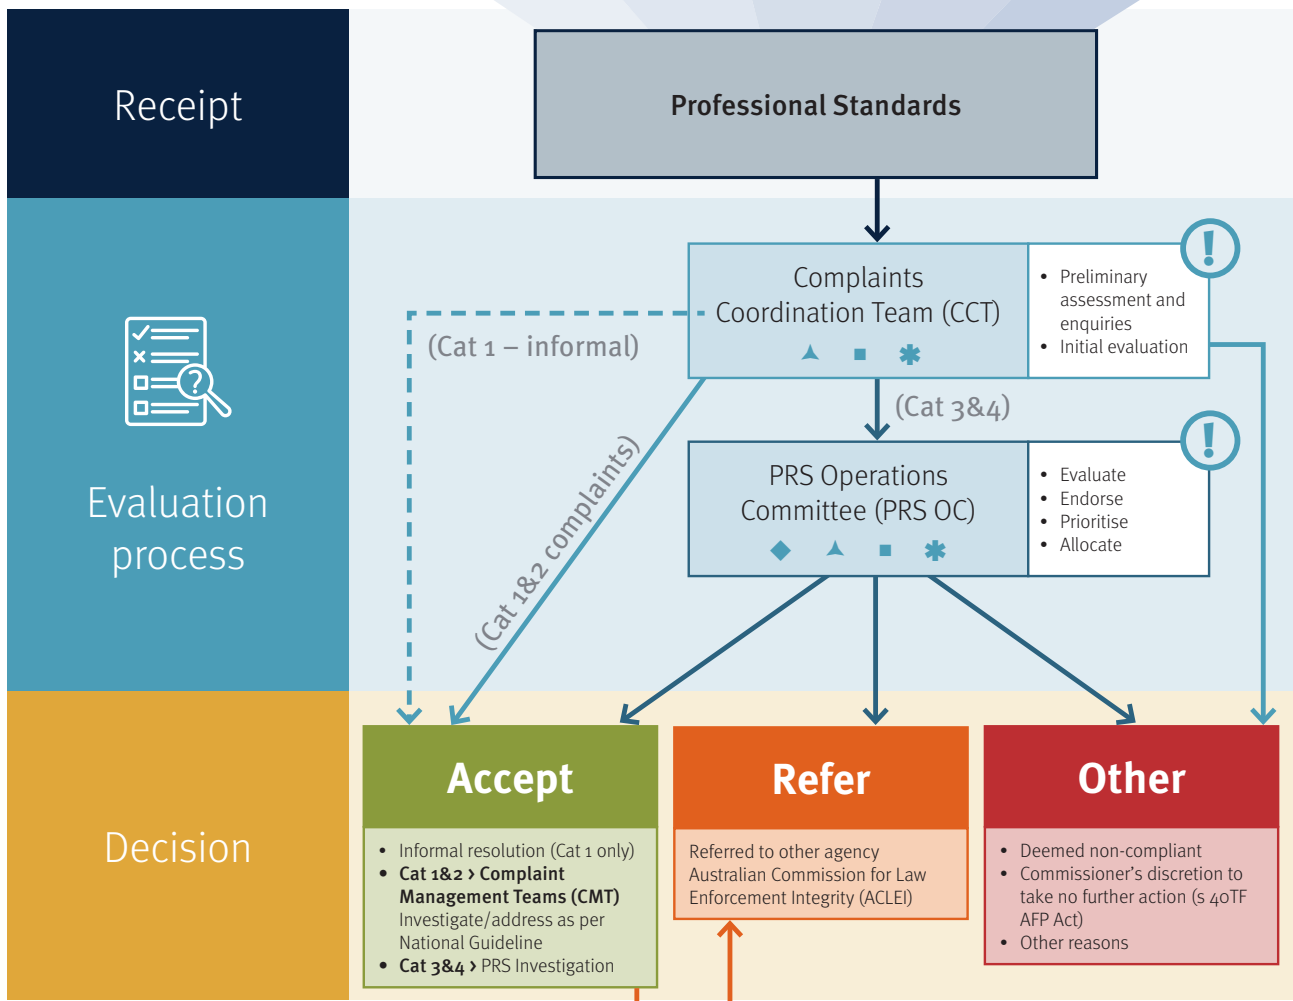 Receipt
Professional Standards
Complaints
Coordination Team (CCT)
• Preliminary
assessment and
enquiries
• Initial evaluation
(Cat 1 – informal)
(Cat 3&4)
(Cat 1&2 complaints)
Evaluation
process
PRS Operations
Committee (PRS OC)
• Evaluate
• Endorse
• Prioritise
• Allocate
Decision
Accept
• Informal resolution (Cat 1 only)
• Cat 1&2 > Complaint
Management Teams (CMT)
Investigate/address as per
National Guideline
• Cat 3&4 > PRS Investigation
Refer
Referred to other agency
Australian Commission for Law
Enforcement Integrity (ACLEI)
Other
• Deemed non-compliant
• Commissioner's discretion to
take no further action (s 40TF
AFP Act)
• Other reasons